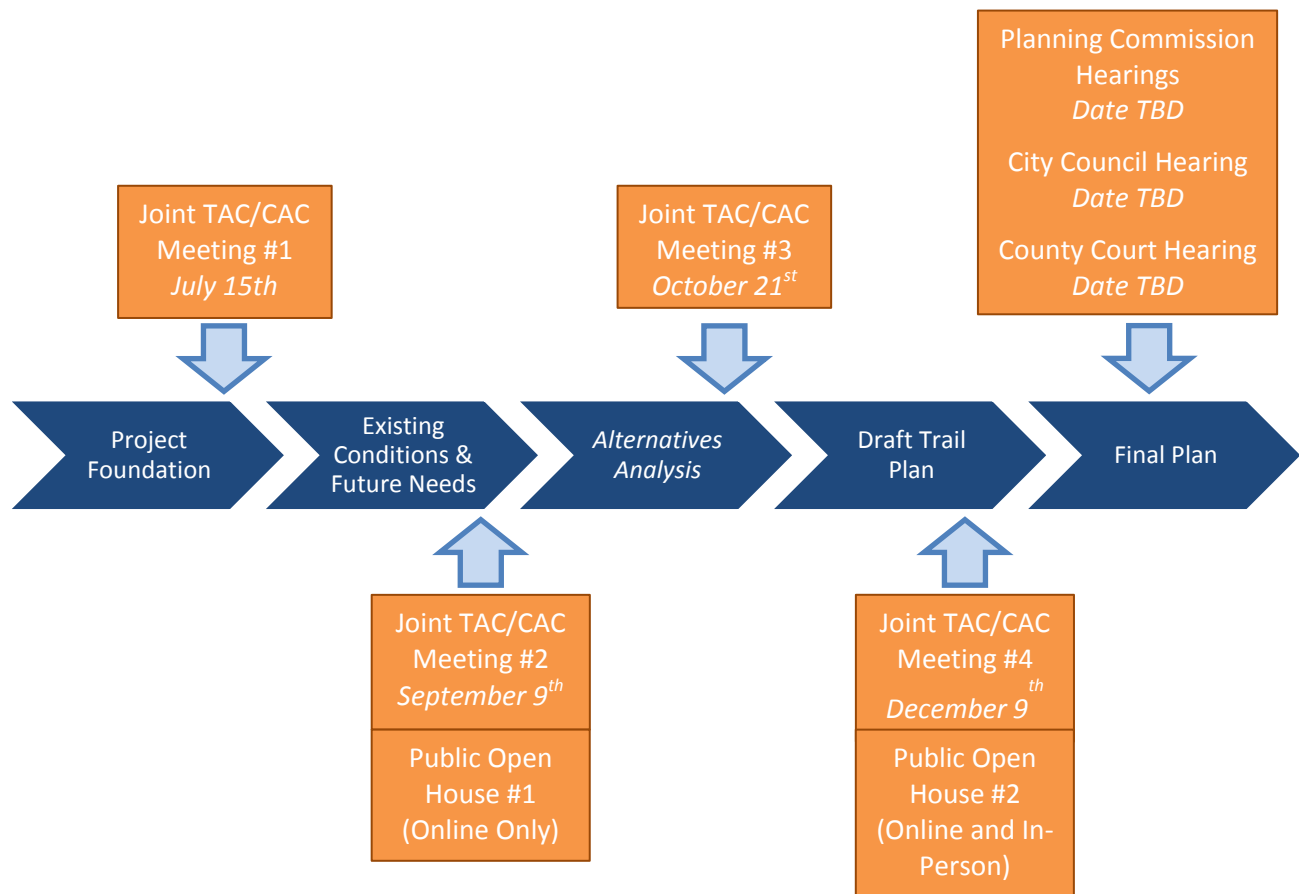 Planning Commission
Hearings
Date TBD
City Council Hearing
Date TBD
County Court Hearing
Date TBD
Joint TAC/CAC
Meeting #1
July 15th
Joint TAC/CAC
Meeting #3
October 21st
Project
Foundation
Existing
Conditions &
Future Needs
Alternatives
Analysis
Draft Trail
Plan
Final Plan
Joint TAC/CAC
Meeting #2
September 9th
Public Open
House #1
(Online Only)
Joint TAC/CAC
Meeting #4
December 9th
Public Open
House #2
(Online and In-
Person)